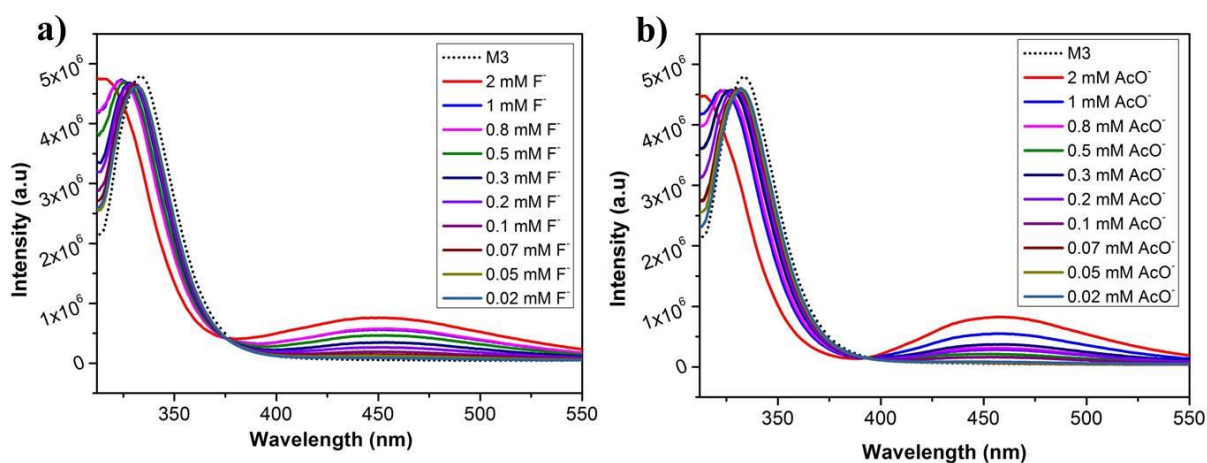 a)
M3
2 mM F⁻
1 mM F⁻
0.8 mM F⁻
0.5 mM F⁻
0.3 mM F⁻
0.2 mM F⁻
0.1 mM F⁻
0.07 mM F⁻
0.05 mM F⁻
0.02 mM F⁻
5x10⁶
4x10⁶
3x10⁶
2x10⁶
1x10⁶
0
Intensity (a.u)
350 400 450 500 550
Wavelength (nm)
b)
M3
2 mM AcO⁻
1 mM AcO⁻
0.8 mM AcO⁻
0.5 mM AcO⁻
0.3 mM AcO⁻
0.2 mM AcO⁻
0.1 mM AcO⁻
0.07 mM AcO⁻
0.05 mM AcO⁻
0.02 mM AcO⁻
5x10⁶
4x10⁶
3x10⁶
2x10⁶
1x10⁶
0
Intensity (a.u)
350 400 450 500 550
Wavelength (nm)